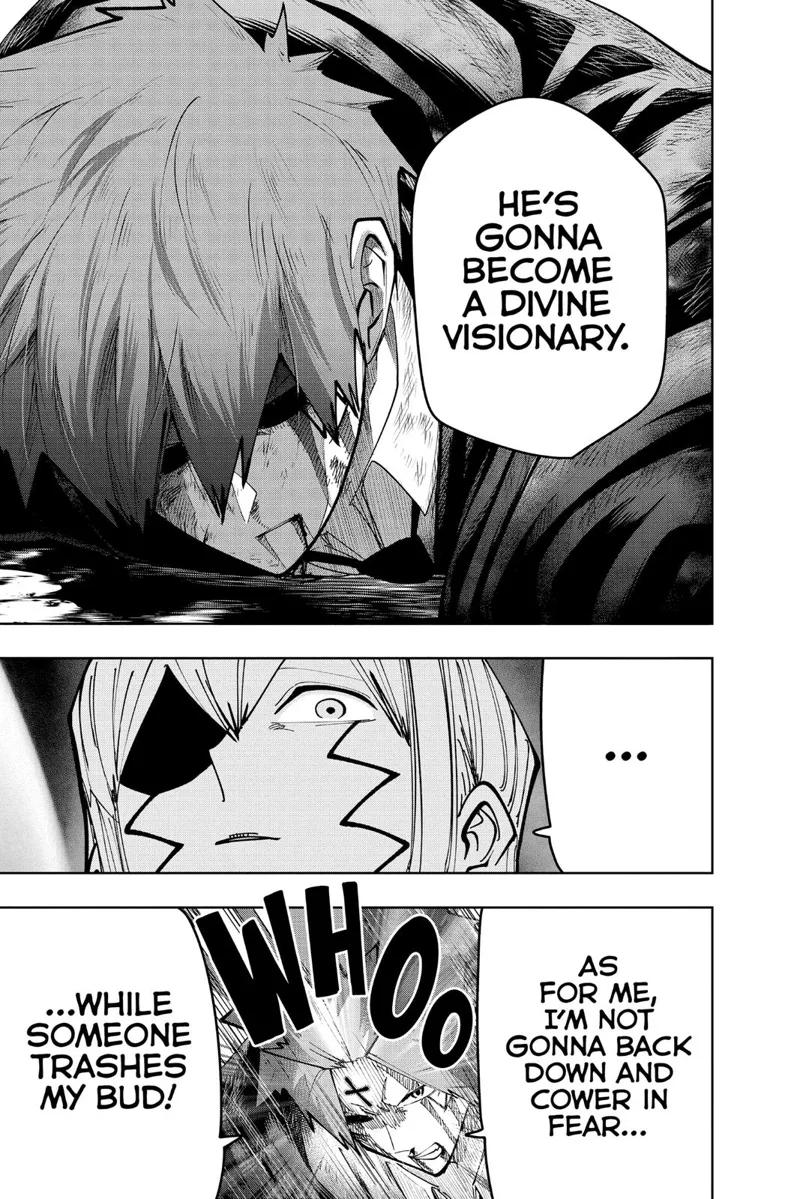 HE'S
GONNA
BECOME
A DIVINE
VISIONARY.
...
AS
FOR ME,
I'M NOT
GONNA BACK
DOWN AND
COWER IN
FEAR...
WHOO
...WHILE
SOMEONE
TRASHES
MY BUD!